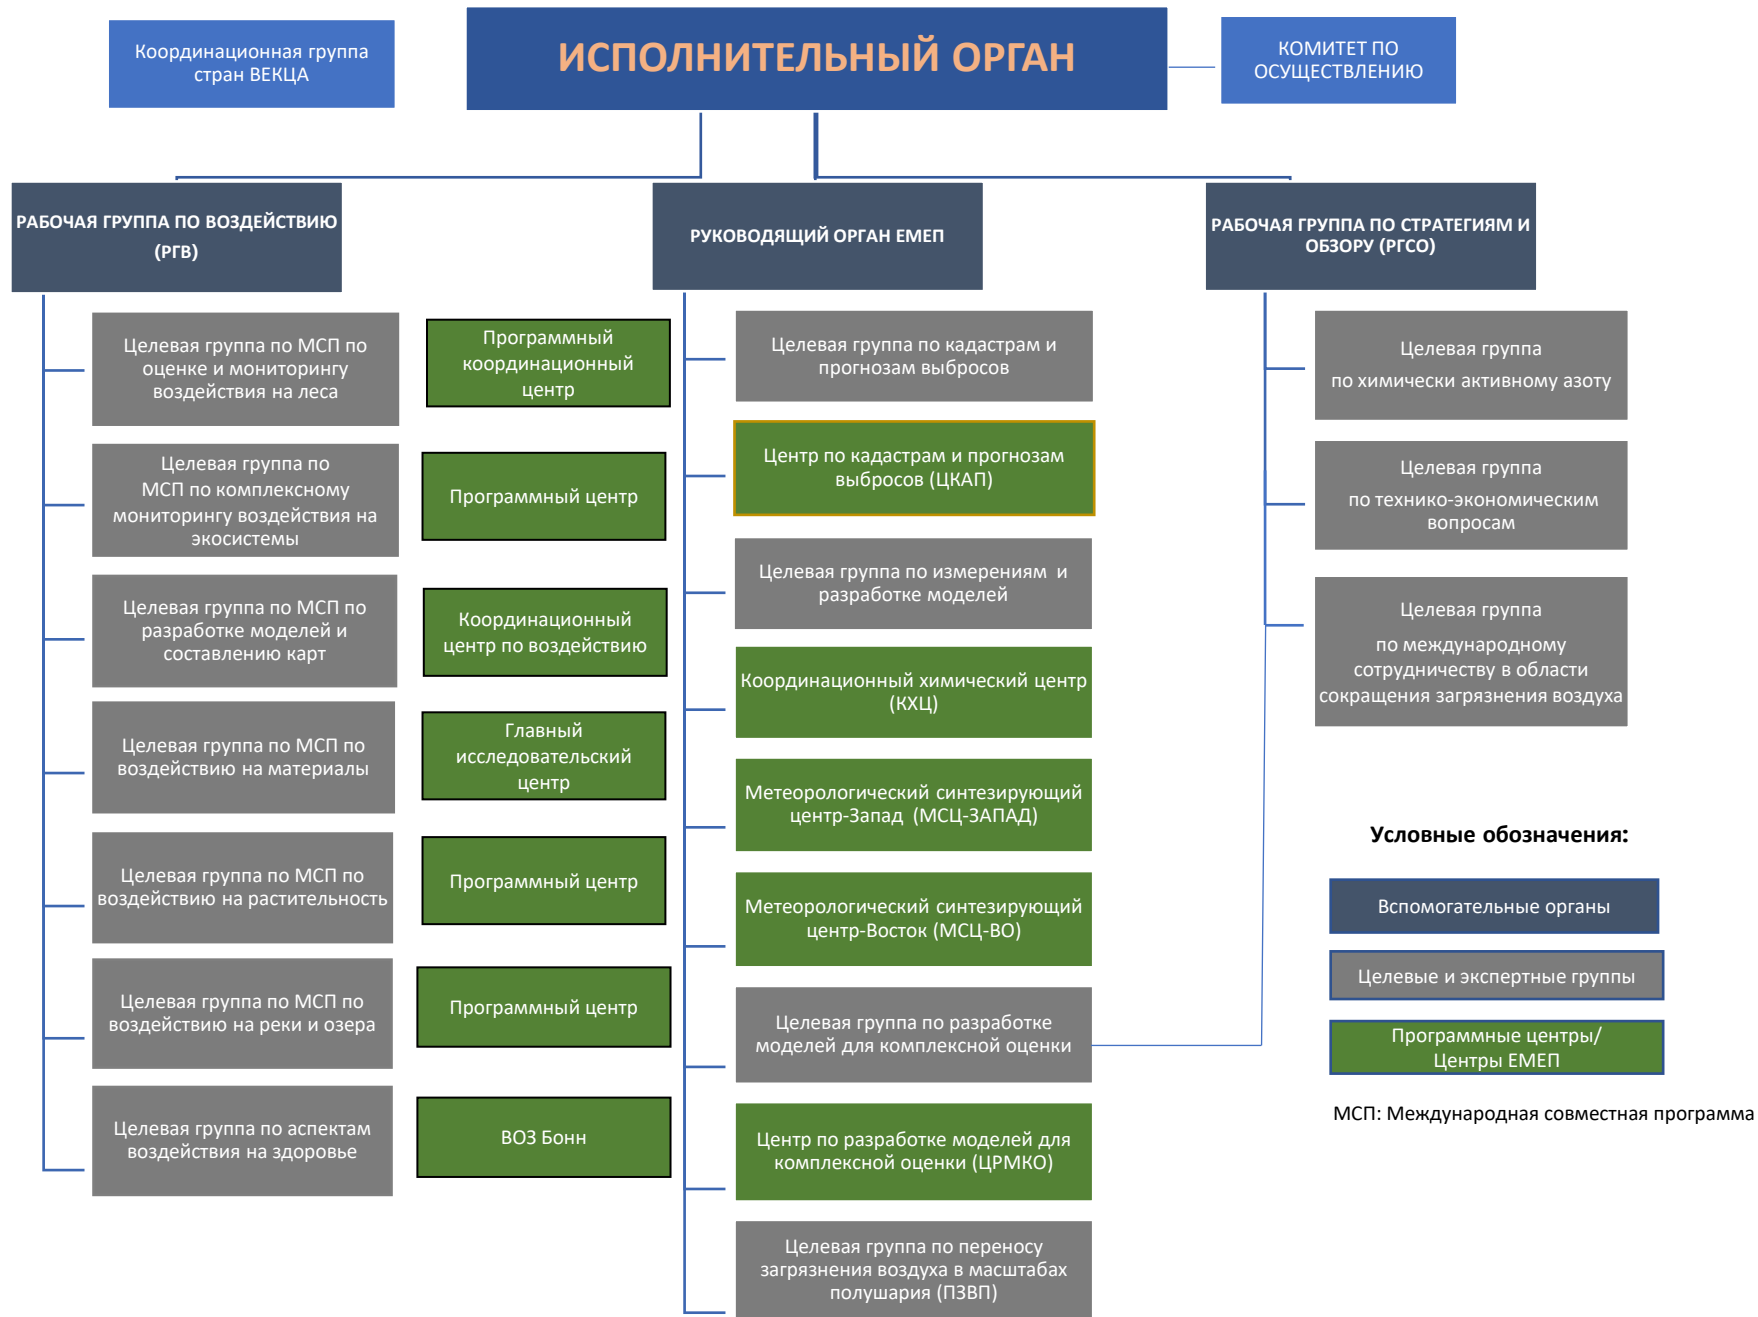 Координационная группа
стран ВЕКЦА
ИСПОЛНИТЕЛЬНЫЙ ОРГАН
КОМИТЕТ ПО
ОСУЩЕСТВЛЕНИЮ
РАБОЧАЯ ГРУППА ПО ВОЗДЕЙСТВИЮ
(РГВ)
РУКОВОДЯЩИЙ ОРГАН ЕМЕП
РАБОЧАЯ ГРУППА ПО СТРАТЕГИЯМ И
ОБЗОРУ (РГСО)
Целевая группа по МСП по
оценке и мониторингу
воздействия на леса
Программный
координационный
центр
Целевая группа по
МСП по комплексному
мониторингу воздействия на
экосистемы
Программный центр
Целевая группа по МСП по
разработке моделей и
составлению карт
Координационный
центр по воздействию
Целевая группа по МСП по
воздействию на материалы
Главный
исследовательский
центр
Целевая группа по МСП по
воздействию на растительность
Программный центр
Целевая группа по МСП по
воздействию на реки и озера
Программный центр
Целевая группа по аспектам
воздействия на здоровье
ВОЗ Бонн
Целевая группа по кадастрам и
прогнозам выбросов
Центр по кадастрам и прогнозам
выбросов (ЦКАП)
Целевая группа по измерениям и
разработке моделей
Координационный химический центр
(КХЦ)
Метеорологический синтезирующий
центр-Запад (МСЦ-ЗАПАД)
Метеорологический синтезирующий
центр-Восток (МСЦ-ВО)
Целевая группа по разработке
моделей для комплексной оценки
Центр по разработке моделей для
комплексной оценки (ЦРМКО)
Целевая группа по переносу
загрязнения воздуха в масштабах
полушария (ПЗВП)
Целевая группа
по химически активному азоту
Целевая группа
по технико-экономическим
вопросам
Целевая группа
по международному
сотрудничеству в области
сокращения загрязнения воздуха
Условные обозначения:
Вспомогательные органы
Целевые и экспертные группы
Программные центры/
Центры ЕМЕП
МСП: Международная совместная программа